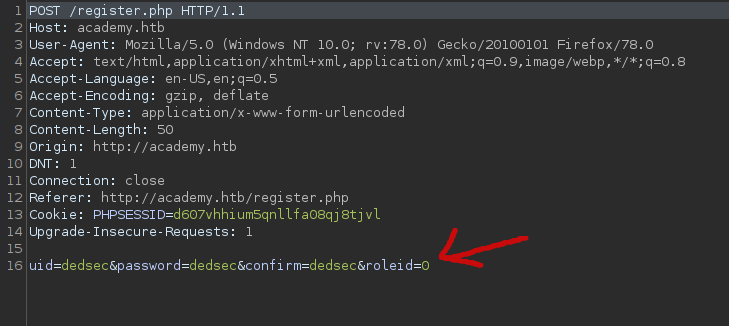 1 POST /register.php HTTP/1.1
2 Host: academy.htb
3 User-Agent: Mozilla/5.0 (Windows NT 10.0; rv:78.0) Gecko/20100101 Firefox/78.0
4 Accept: text/html,application/xhtml+xml,application/xml;q=0.9,image/webp,*/*;q=0.8
5 Accept-Language: en-US,en;q=0.5
6 Accept-Encoding: gzip, deflate
7 Content-Type: application/x-www-form-urlencoded
8 Content-Length: 50
9 Origin: http://academy.htb
10 DNT: 1
11 Connection: close
12 Referer: http://academy.htb/register.php
13 Cookie: PHPSESSID=d607vhhium5qnllfa08qj8tjvl
14 Upgrade-Insecure-Requests: 1
15
16 uid=dedsec&password=dedsec&confirm=dedsec&roleid=0